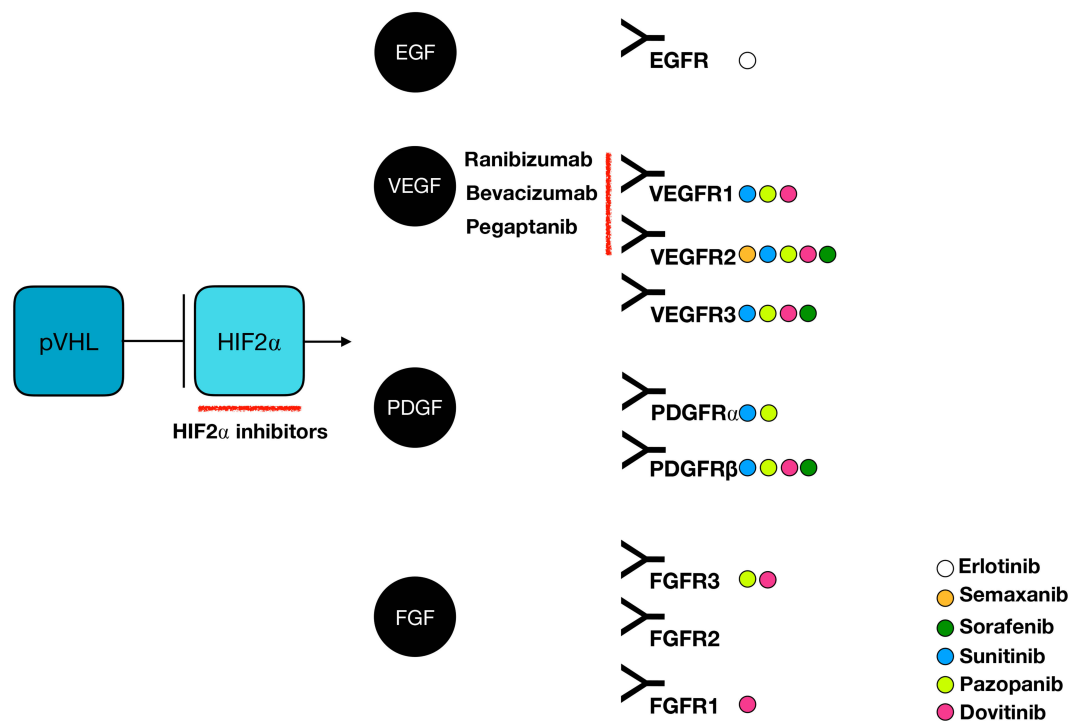 EGF
EGFR
VEGF
Ranibizumab
Bevacizumab
Pegaptanib
VEGFR1
VEGFR2
VEGFR3
pVHL
HIF2α
HIF2α inhibitors
PDGF
PDGFRα
PDGFRβ
FGF
FGFR3
FGFR2
FGFR1
Erlotinib
Semaxanib
Sorafenib
Sunitinib
Pazopanib
Dovitinib